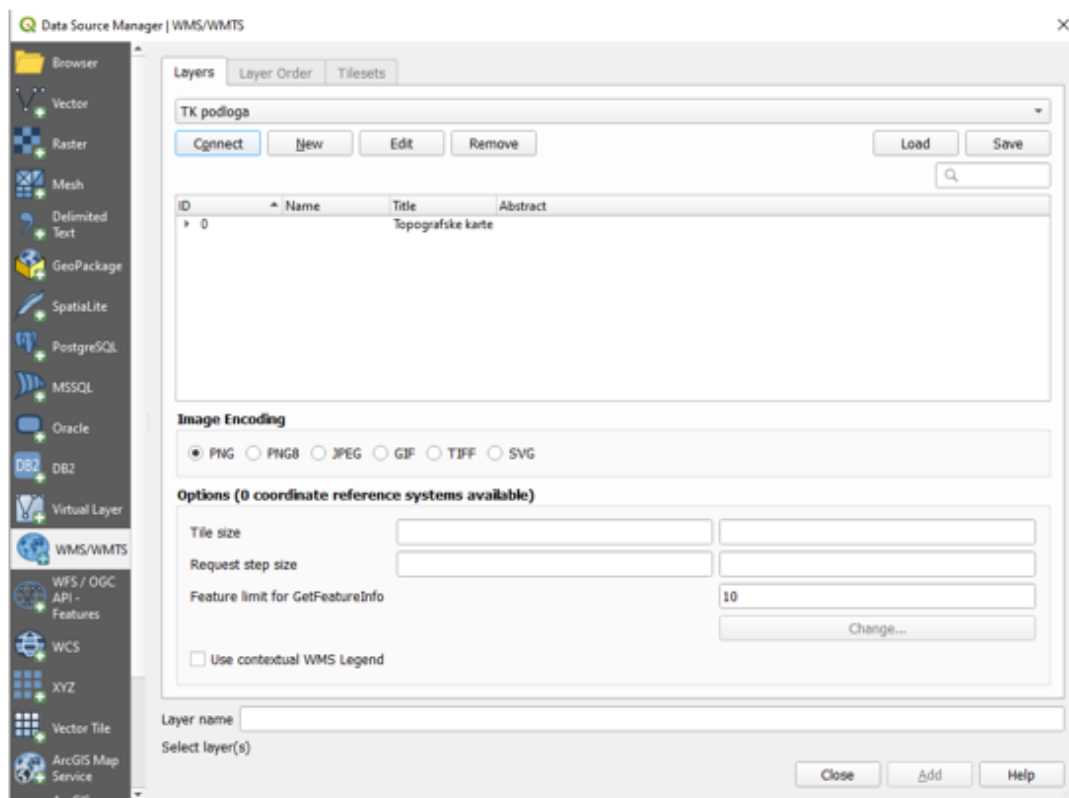 Data Source Manager | WMS/WMTS
Browser
Vector
Raster
Mesh
Delimited
Text
GeoPackage
SpatiaLite
PostgreSQL
MSSQL
Oracle
DB2 DB2
Virtual Layer
WMS/WMTS
WFS / OGC
API -
Features
WCS
XYZ
Vector Tile
ArcGIS Map
Service
Layers Layer Order Tilesets
TK podloga
Connect New Edit Remove Load Save
ID Name Title Abstract
0 Topografske karte
Image Encoding
PNG PNG8 JPEG GIF TIFF SVG
Options (0 coordinate reference systems available)
Tile size
Request step size
Feature limit for GetFeatureInfo 10
Change...
Use contextual WMS Legend
Layer name
Select layer(s)
Close Add Help